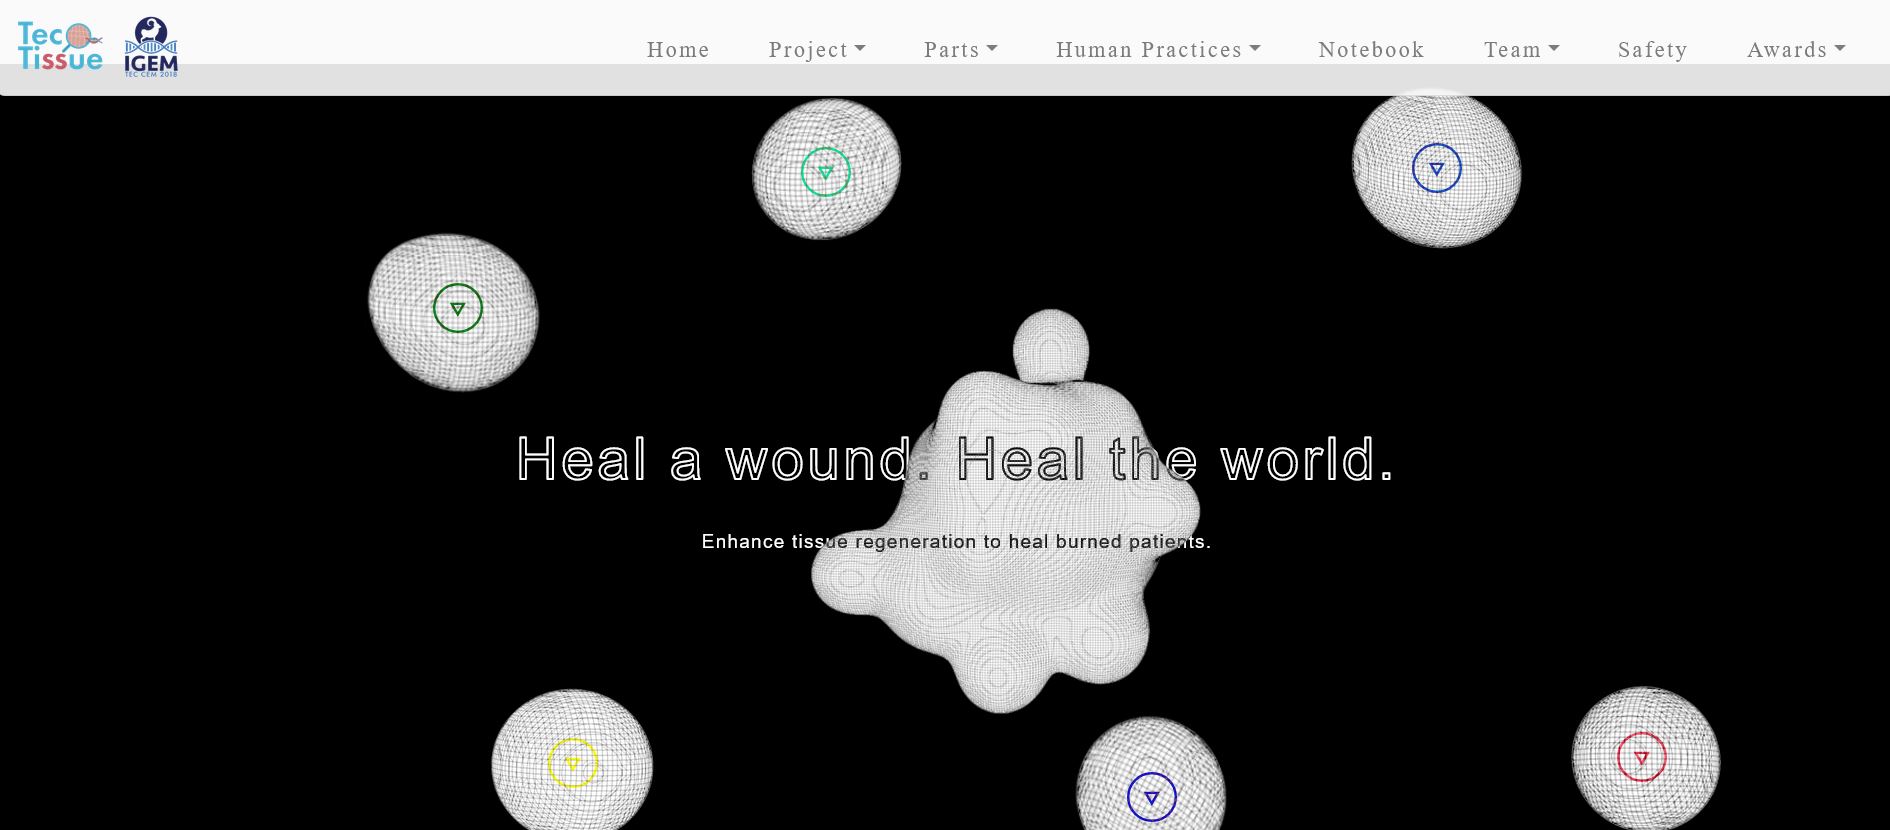 Tec
Tissue
IGEM
TEC CEM 2018
Home Project Parts Human Practices Notebook Team Safety Awards
Heal a wound. Heal the world.
Enhance tissue regeneration to heal burned patients.